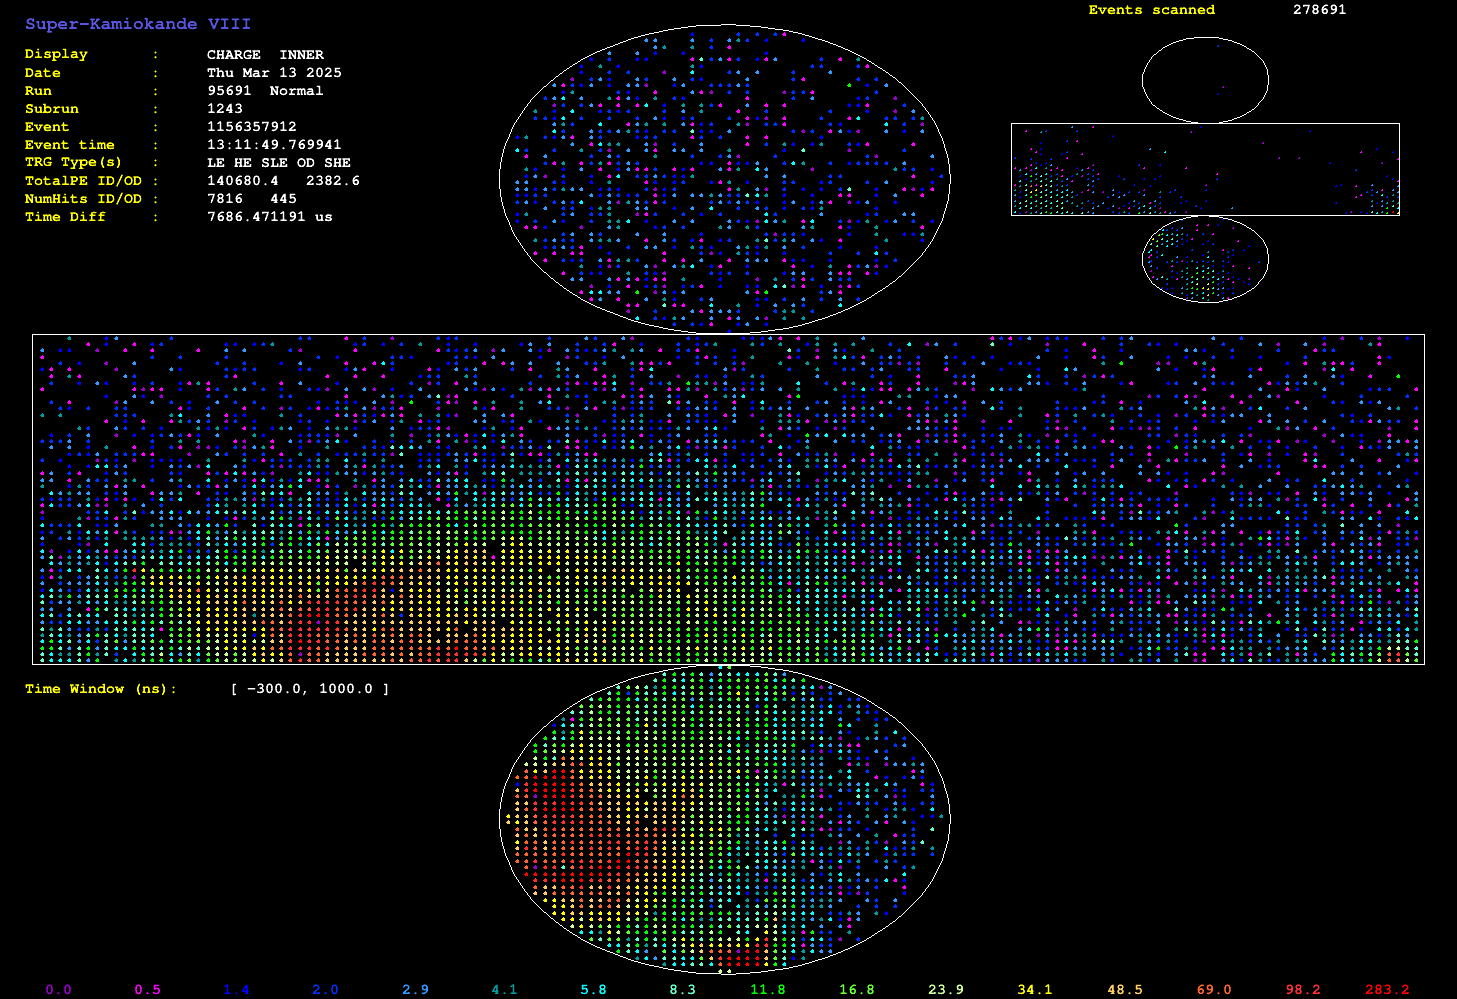 Super-Kamiokande VIII
Events scanned 278691
Display : CHARGE INNER
Date : Thu Mar 13 2025
Run : 95691 Normal
Subrun : 1243
Event : 1156357912
Event time : 13:11:49.769941
TRG Type(s) : LE HE SLE OD SHE
TotalPE ID/OD : 140680.4 2382.6
NumHits ID/OD : 7816 445
Time Diff : 7686.471191 us
Time Window (ns): [ -300.0, 1000.0 ]
0.0 0.5 1.4 2.0 2.9 4.1 5.8 8.3 11.8 16.8 23.9 34.1 48.5 69.0 98.2 283.2